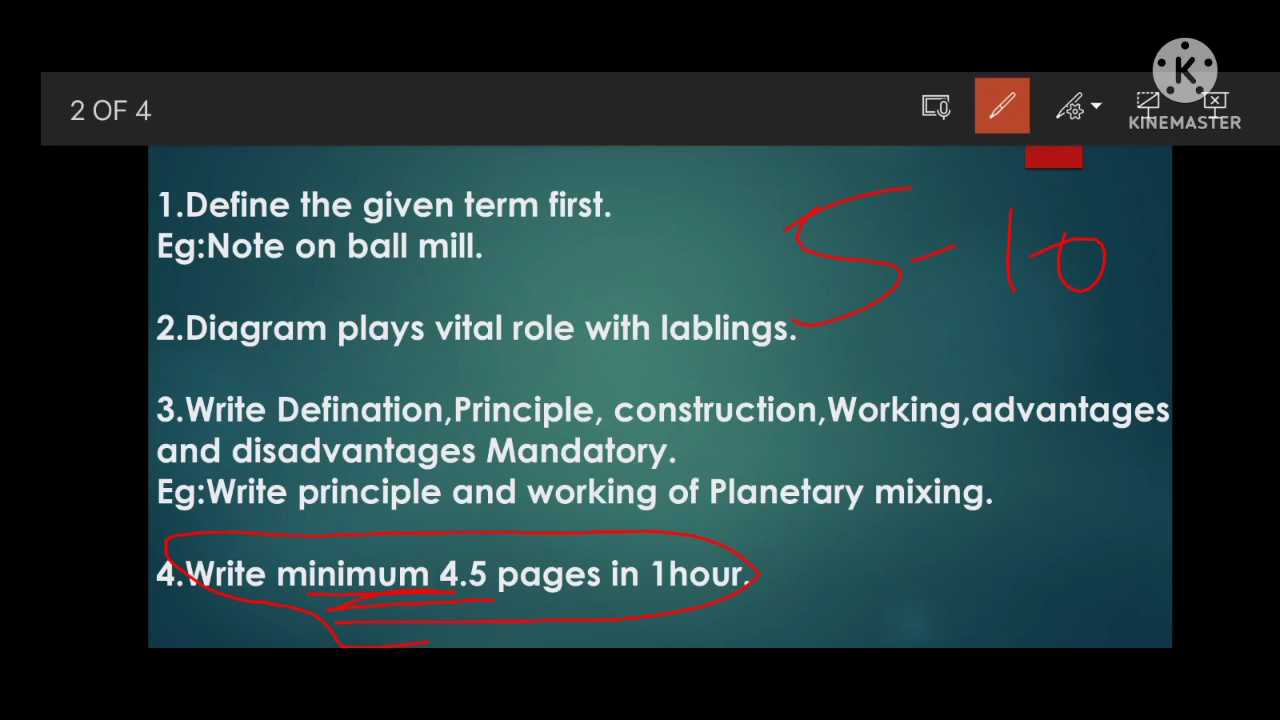 2 OF 4
KINEMASTER
1.Define the given term first.
Eg:Note on ball mill.
5-10
2.Diagram plays vital role with lablings.
3.Write Defination,Principle, construction,Working,advantages
and disadvantages Mandatory.
Eg:Write principle and working of Planetary mixing.
4.Write minimum 4.5 pages in 1hour.